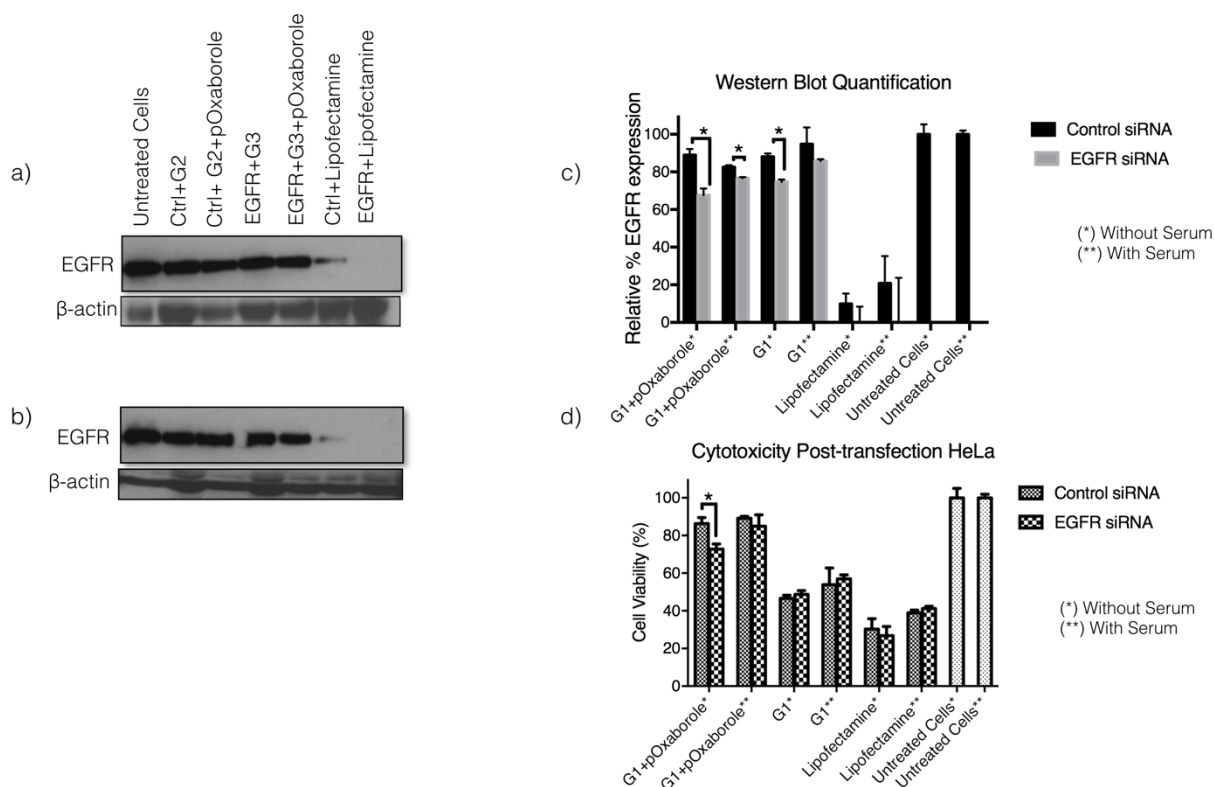 a)
Untreated Cells
Ctrl+G2
Ctrl+ G2+pOxaborole
EGFR+G3
EGFR+G3+pOxaborole
Ctrl+Lipofectamine
EGFR+Lipofectamine
EGFR
β-actin
b)
EGFR
β-actin
c)
Western Blot Quantification
Relative % EGFR expression
100
80
60
40
20
0
* * *
G1+pOxaborole*
G1+pOxaborole**
G1*
G1**
Lipofectamine*
Lipofectamine**
Untreated Cells*
Untreated Cells**
Control siRNA
EGFR siRNA
(*) Without Serum
(**) With Serum
d)
Cytotoxicity Post-transfection HeLa
Cell Viability (%)
100
80
60
40
20
0
*
G1+pOxaborole*
G1+pOxaborole**
G1*
G1**
Lipofectamine*
Lipofectamine**
Untreated Cells*
Untreated Cells**
Control siRNA
EGFR siRNA
(*) Without Serum
(**) With Serum